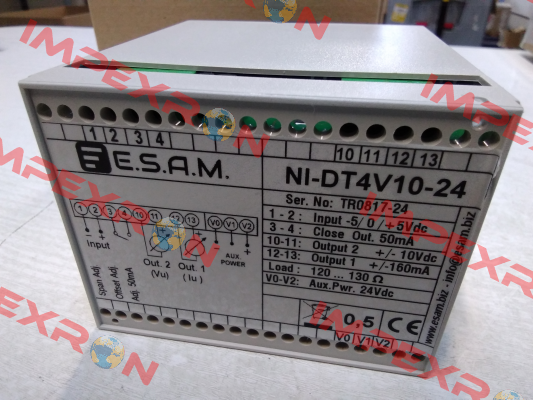 1 2 3 4
10 11 12 13
E.S.A.M.
NI-DT4V10-24
Ser. No: TR0817-24
1 - 2 : Input -5/ 0 / +5Vdc
3 - 4 : Close Out. 50mA
10-11: Output 2 +/- 10Vdc
12-13: Output 1 +/-160mA
Load : 120 ... 130 Ω
V0-V2: Aux.Pwr. 24Vdc
1 2 3 4 10 11 12 13 V0 V1 V2
Input
Out. 2
(Vu)
Out. 1
(Iu)
AUX
POWER
Span Adj.
Offset Adj.
Adj. 50mA
0,5 CE
V0 V1 V2
www.esam.biz - info@esam.biz
IMPEXRON
IMPEXRON
IMPEXRON
IMPEXRON